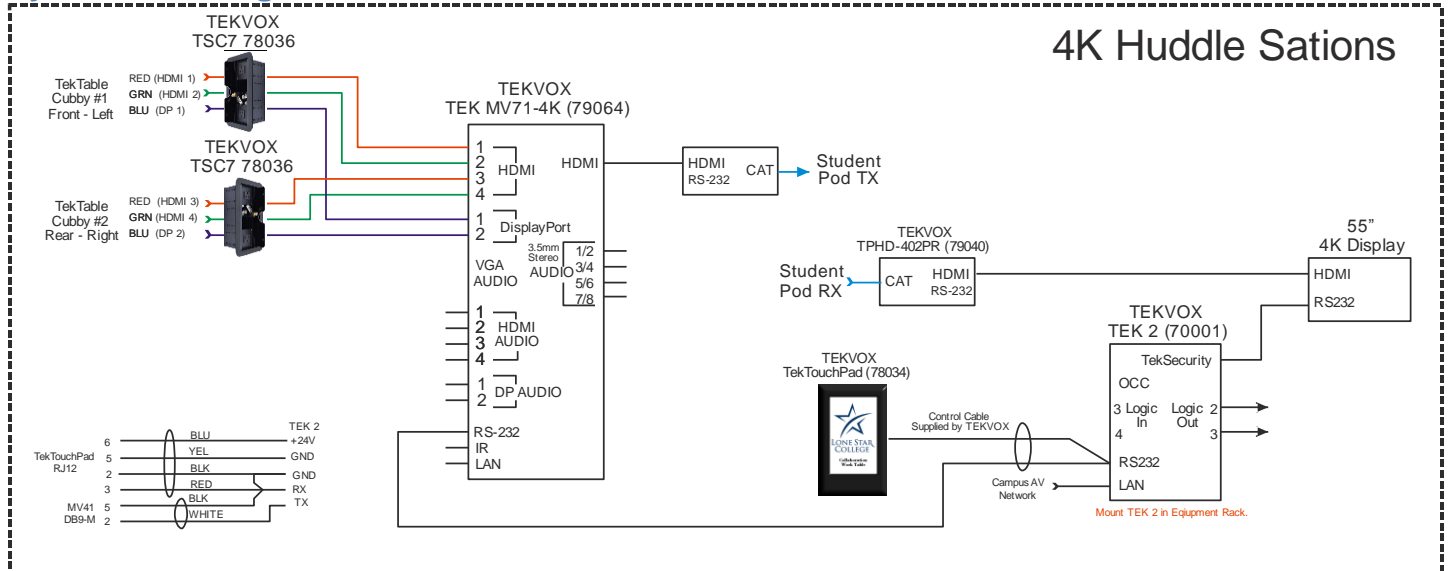 4K Huddle Sations
TEKVOX
TSC7 78036
TekTable
Cubby #1
Front - Left
RED (HDMI 1)
GRN (HDMI 2)
BLU (DP 1)
TEKVOX
TSC7 78036
TekTable
Cubby #2
Rear - Right
RED (HDMI 3)
GRN (HDMI 4)
BLU (DP 2)
TEKVOX
TEK MV71-4K (79064)
1
2
3
4
HDMI
HDMI
1
2
DisplayPort
VGA
AUDIO
3.5mm
Stereo
AUDIO
1/2
3/4
5/6
7/8
1
2
3
4
HDMI
AUDIO
1
2
DP AUDIO
RS-232
IR
LAN
HDMI
RS-232
CAT
Student
Pod TX
TEKVOX
TPHD-402PR (79040)
Student
Pod RX
CAT
HDMI
RS-232
55”
4K Display
HDMI
RS232
TEKVOX
TEK 2 (70001)
TekSecurity
OCC
3 Logic
In
4
Logic 2
Out
3
RS232
LAN
Mount TEK 2 in Eqiupment Rack.
TEKVOX
TekTouchPad (78034)
LONE STAR
COLLEGE
Collaboration
Work Table
Control Cable
Supplied by TEKVOX
Campus AV
Network
TEK 2
TekTouchPad
RJ12
6 BLU +24V
5 YEL GND
2 BLK GND
3 RED RX
MV41
DB9-M
5 BLK
2 WHITE TX